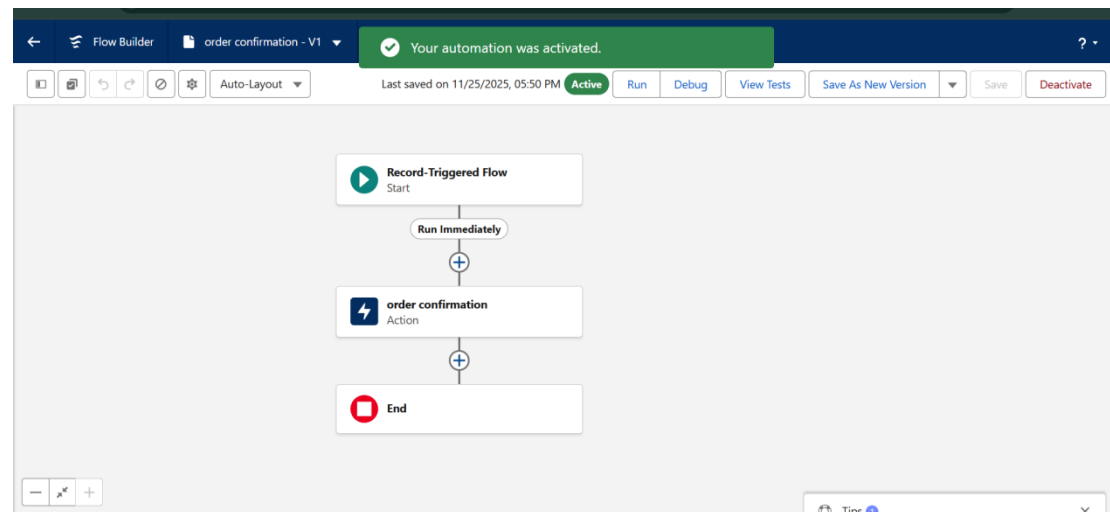 Flow Builder
order confirmation - V1
Your automation was activated.
?
Auto-Layout
Last saved on 11/25/2025, 05:50 PM
Active
Run
Debug
View Tests
Save As New Version
Save
Deactivate
Record-Triggered Flow
Start
Run Immediately
order confirmation
Action
End
Tips